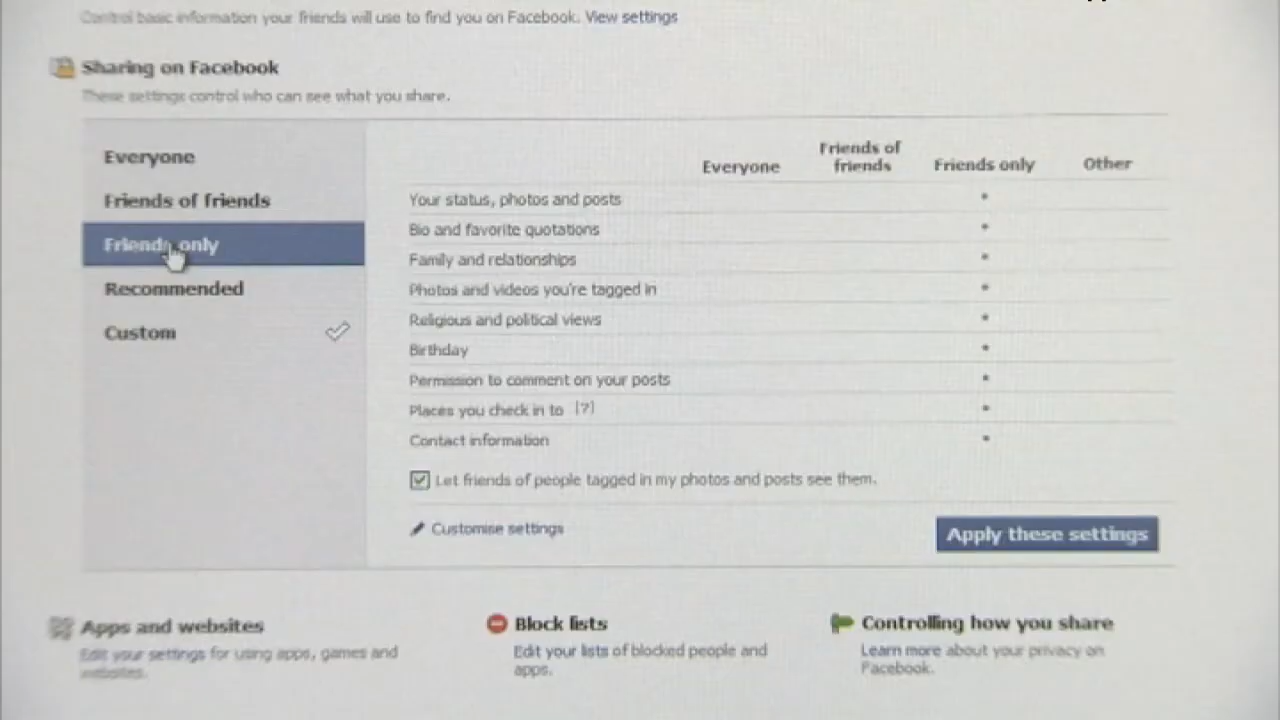 Control basic information your friends will use to find you on Facebook. View settings
Sharing on Facebook
These settings control who can see what you share.
Everyone
Friends of friends
Friends only
Recommended
Custom
Everyone
Friends of
friends
Friends only
Other
Your status, photos and posts
Bio and favorite quotations
Family and relationships
Photos and videos you're tagged in
Religious and political views
Birthday
Permission to comment on your posts
Places you check in to [?]
Contact information
Let friends of people tagged in my photos and posts see them.
Customise settings
Apply these settings
Apps and websites
Edit your settings for using apps, games and
websites.
Block lists
Edit your lists of blocked people and
apps.
Controlling how you share
Learn more about your privacy on
Facebook.